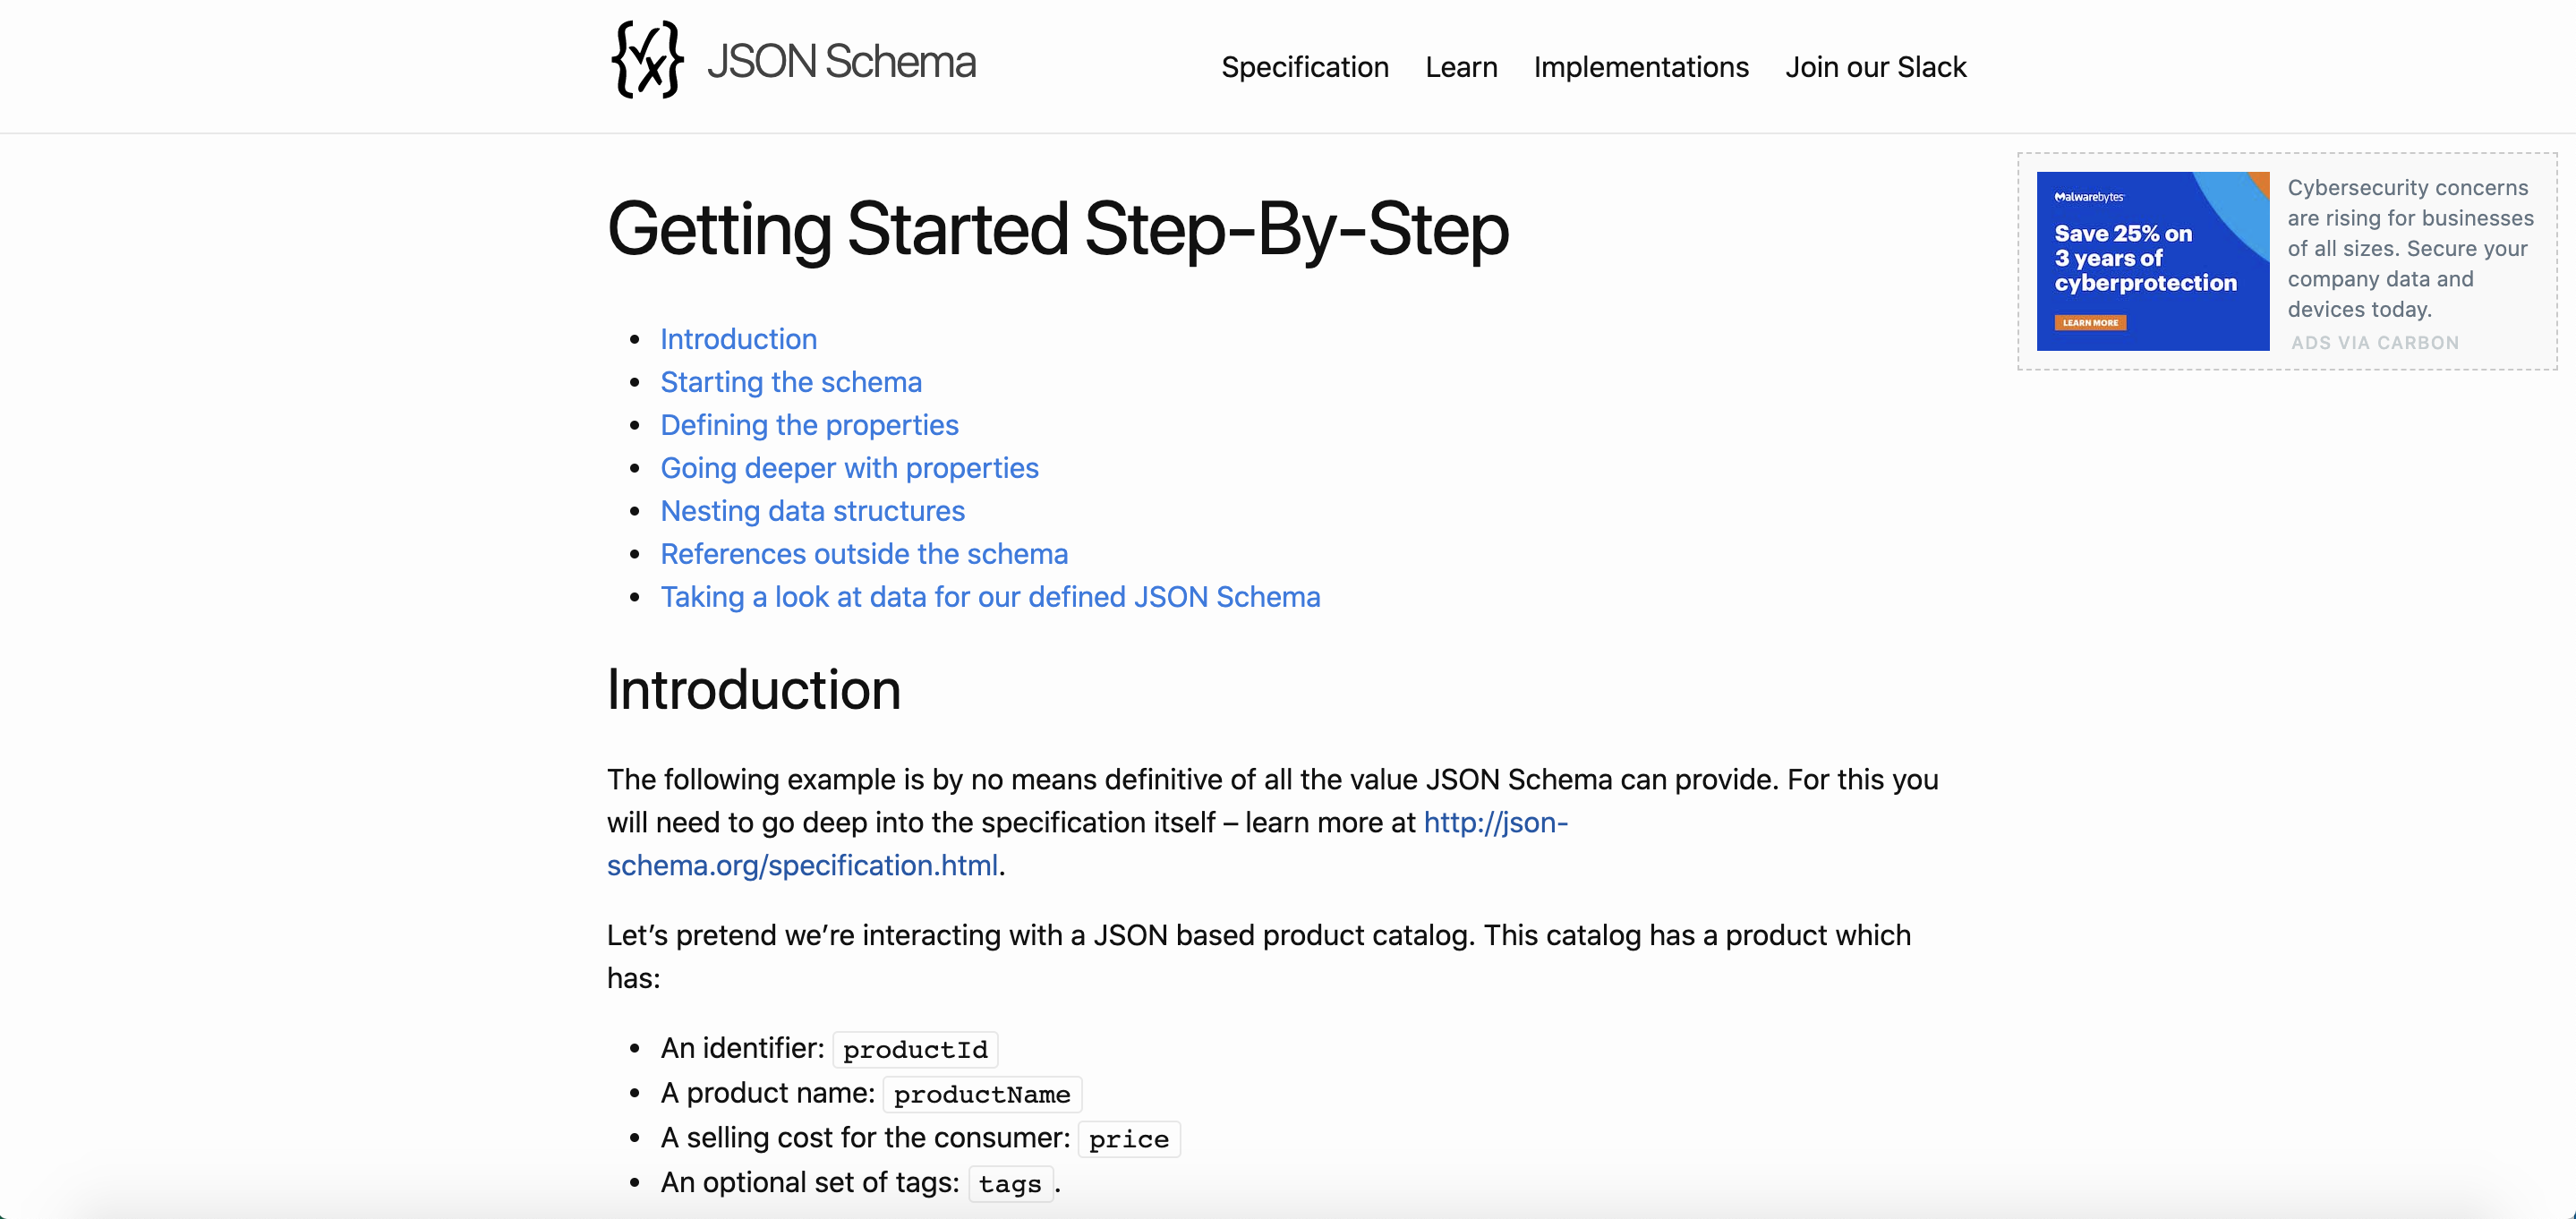 JSON Schema
Specification Learn Implementations Join our Slack
Getting Started Step-By-Step
Introduction
Starting the schema
Defining the properties
Going deeper with properties
Nesting data structures
References outside the schema
Taking a look at data for our defined JSON Schema
Malwarebytes
Save 25% on
3 years of
cyberprotection
LEARN MORE
Cybersecurity concerns
are rising for businesses
of all sizes. Secure your
company data and
devices today.
ADS VIA CARBON
Introduction
The following example is by no means definitive of all the value JSON Schema can provide. For this you
will need to go deep into the specification itself – learn more at http://json-
schema.org/specification.html.
Let’s pretend we’re interacting with a JSON based product catalog. This catalog has a product which
has:
An identifier: productId
A product name: productName
A selling cost for the consumer: price
An optional set of tags: tags.